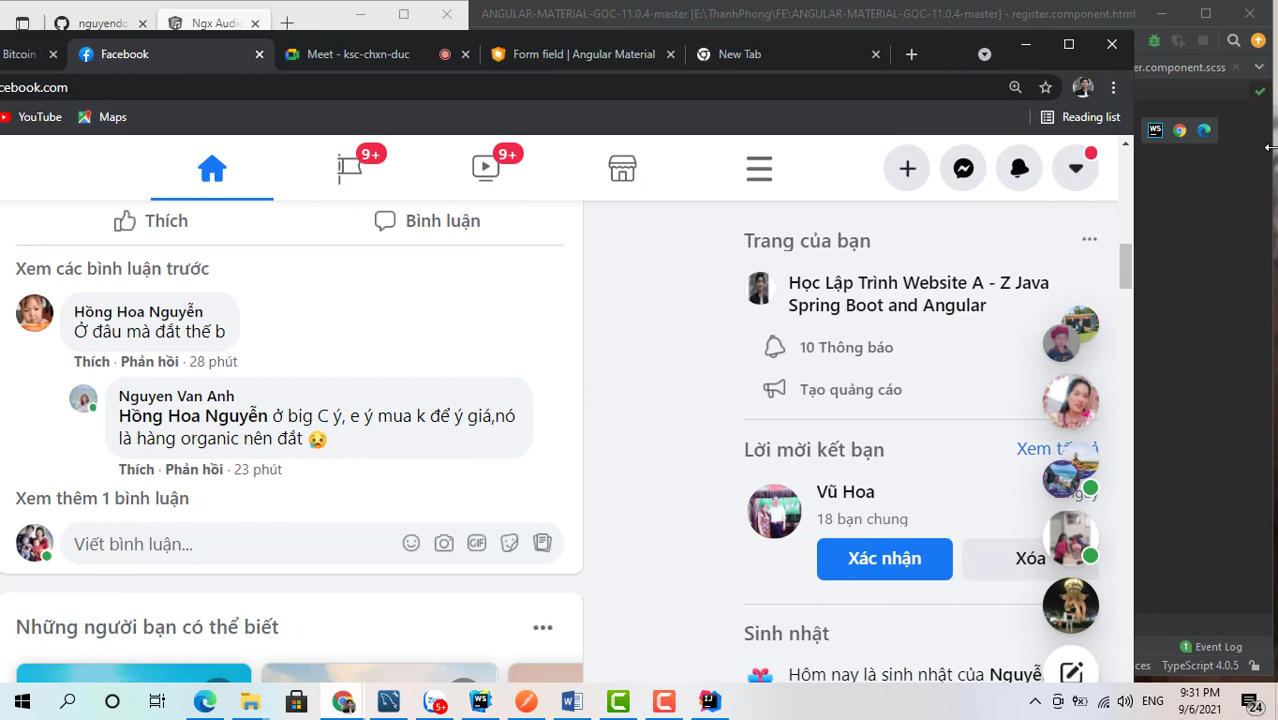 nguyendo
Ngx Audio
ANGULAR-MATERIAL-GOC-11.0.4-master [E:\ThanhPhong\FE\ANGULAR-MATERIAL-GOC-11.0.4-master] - register.component.html
Bitcoin
Facebook
Meet - ksc-chxn-duc
Form field | Angular Material
New Tab
er.component.scss
cebook.com
YouTube
Maps
Reading list
WS
9+
9+
Thích
Bình luận
Xem các bình luận trước
Hồng Hoa Nguyễn
Ở đâu mà đắt thế b
Thích · Phản hồi · 28 phút
Nguyen Van Anh
Hồng Hoa Nguyễn ở big C ý, e ý mua k để ý giá,nó
là hàng organic nên đắt 😥
Thích · Phản hồi · 23 phút
Xem thêm 1 bình luận
Viết bình luận...
GIF
Những người bạn có thể biết
Trang của bạn
Học Lập Trình Website A - Z Java
Spring Boot and Angular
10 Thông báo
Tạo quảng cáo
Lời mời kết bạn
Vũ Hoa
18 bạn chung
Xác nhận
Xóa
Sinh nhật
Hôm nay là sinh nhật của Nguyễ
1 Event Log
ces
TypeScript 4.0.5
5+
WS
W
ENG
9:31 PM
9/6/2021
24